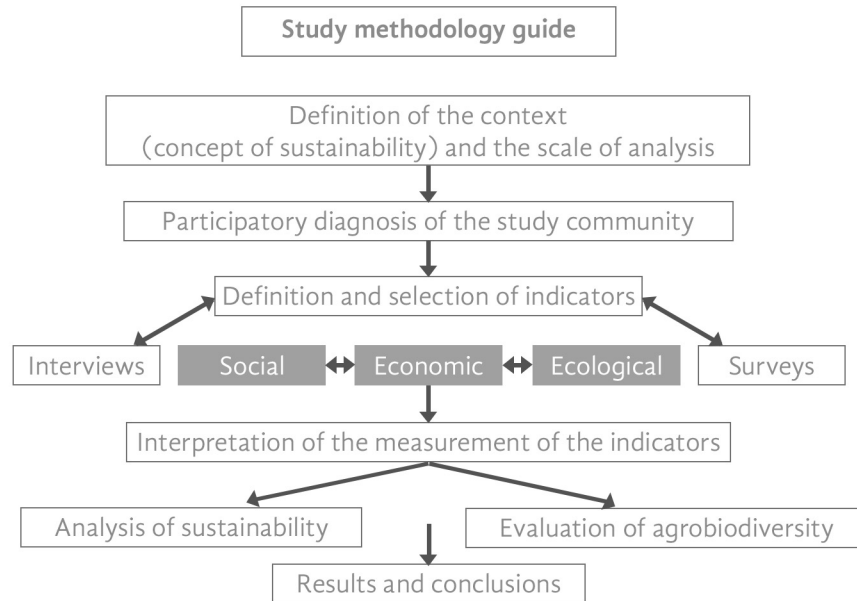 Study methodology guide
Definition of the context
(concept of sustainability) and the scale of analysis
Participatory diagnosis of the study community
Definition and selection of indicators
Interviews
Social
Economic
Ecological
Surveys
Interpretation of the measurement of the indicators
Analysis of sustainability
Evaluation of agrobiodiversity
Results and conclusions